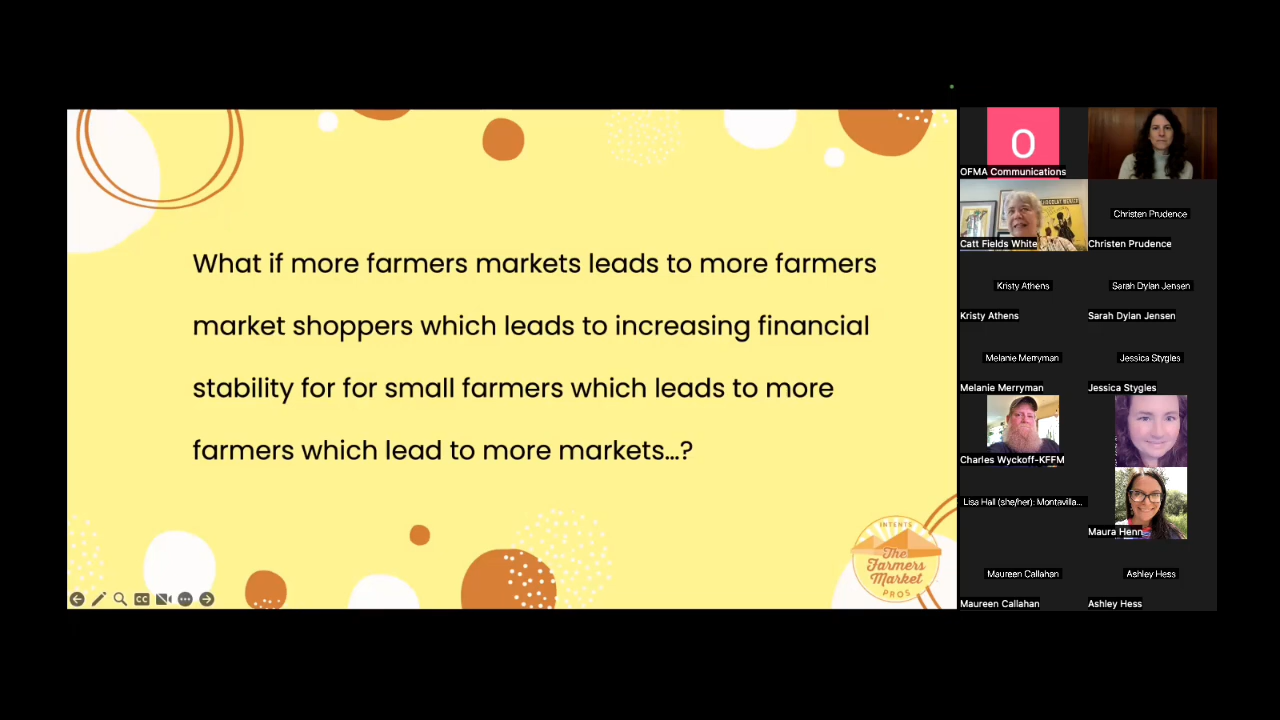 What if more farmers markets leads to more farmers
market shoppers which leads to increasing financial
stability for for small farmers which leads to more
farmers which lead to more markets...?
INTENTS
The
Farmers
Market
PROS
CC
O
OFMA Communications
CHOCOLAT MEXICO
Catt Fields White
Christen Prudence
Christen Prudence
Kristy Athens
Kristy Athens
Sarah Dylan Jensen
Sarah Dylan Jensen
Melanie Merryman
Melanie Merryman
Jessica Stygles
Jessica Stygles
Charles Wyckoff-KFFM
Lisa Hall (she/her): Montavilla...
Maura Henn
Maureen Callahan
Maureen Callahan
Ashley Hess
Ashley Hess